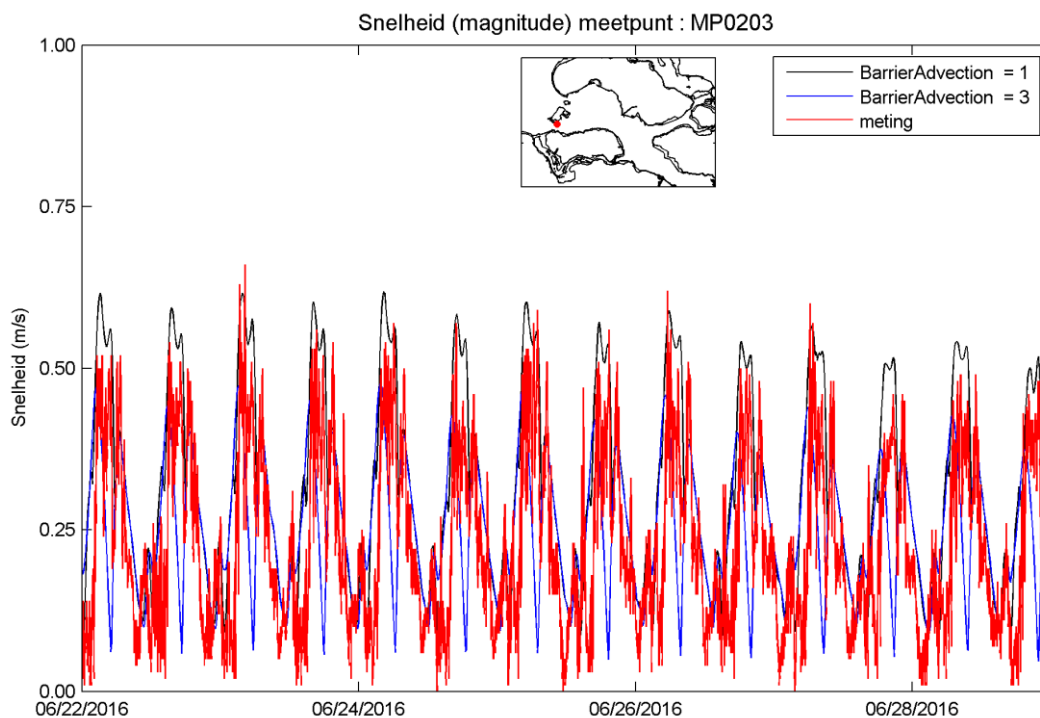 Snelheid (magnitude) meetpunt : MP0203
1.00
BarrierAdvection = 1
BarrierAdvection = 3
meting
0.75
Snelheid (m/s)
0.50
0.25
0.00
06/22/2016 06/24/2016 06/26/2016 06/28/2016